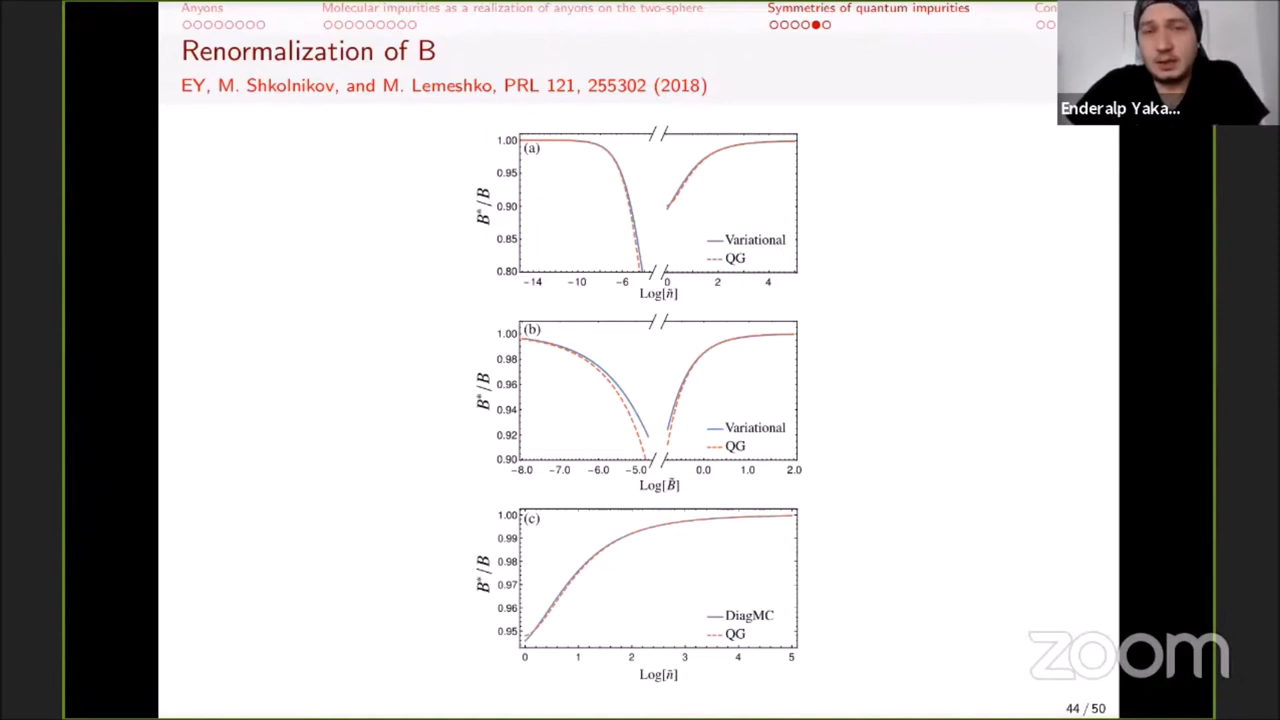 Anyons
Molecular impurities as a realization of anyons on the two-sphere
Symmetries of quantum impurities
Con
Renormalization of B
EY, M. Shkolnikov, and M. Lemeshko, PRL 121, 255302 (2018)
Enderalp Yaka...
(a)
1.00
0.95
0.90
0.85
0.80
B*/B
Variational
QG
-14 -10 -6 0 2 4
Log[ñ]
(b)
1.00
0.98
0.96
0.94
0.92
0.90
B*/B
Variational
QG
-8.0 -7.0 -6.0 -5.0 0.0 1.0 2.0
Log[B̃]
(c)
1.00
0.99
0.98
0.97
0.96
0.95
B*/B
DiagMC
QG
0 1 2 3 4 5
Log[ñ]
zoom
44 / 50